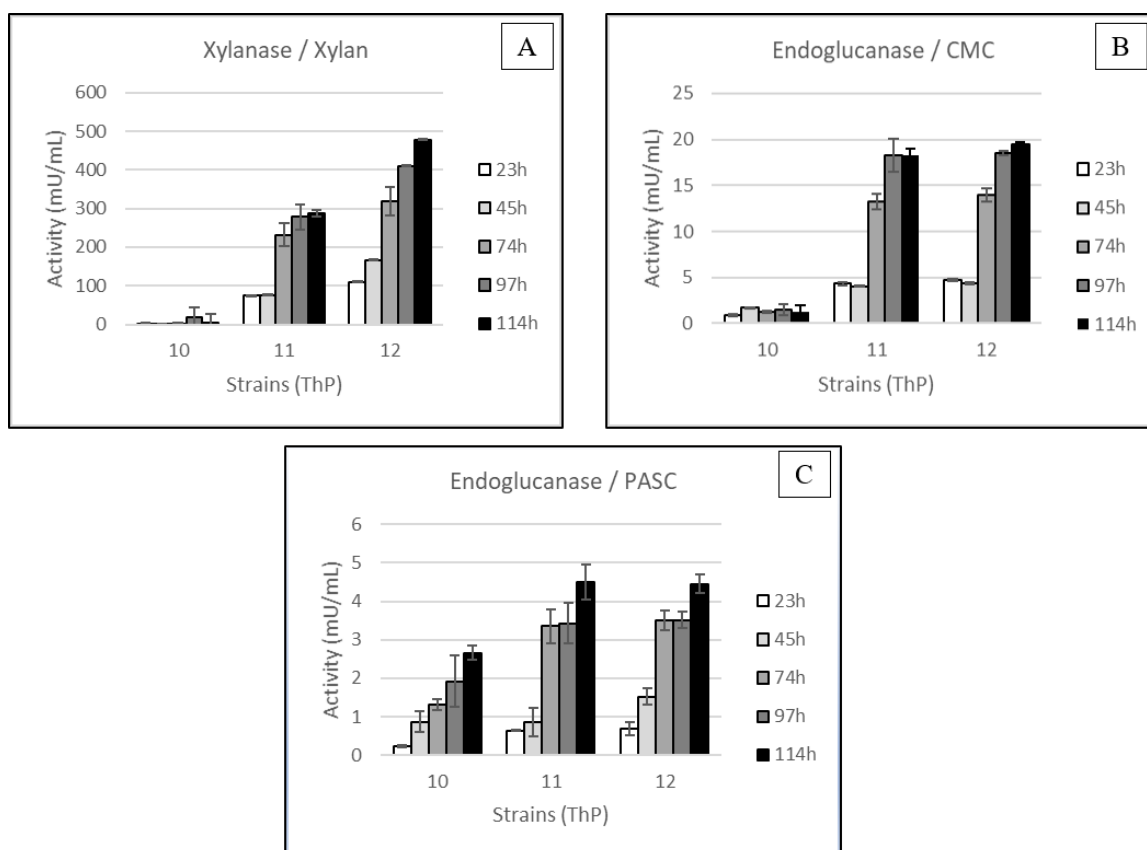 Xylanase / Xylan
A
Activity (mU/mL)
600
500
400
300
200
100
0
10 11 12
Strains (ThP)
23h
45h
74h
97h
114h
Endoglucanase / CMC
B
Activity (mU/mL)
25
20
15
10
5
0
10 11 12
Strains (ThP)
23h
45h
74h
97h
114h
Endoglucanase / PASC
C
Activity (mU/mL)
6
5
4
3
2
1
0
10 11 12
Strains (ThP)
23h
45h
74h
97h
114h